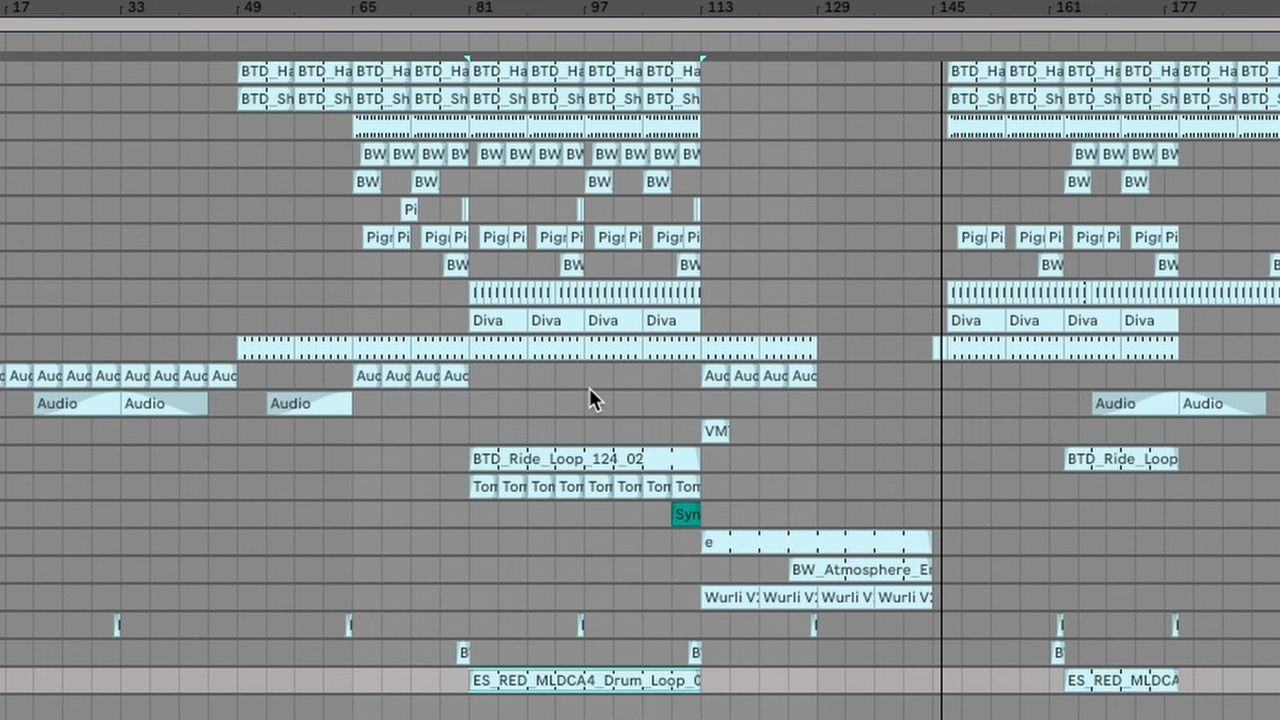 17 33 49 65 81 97 113 129 145 161 177
BTD_Ha BTD_Ha BTD_Ha BTD_Ha BTD_Ha BTD_Ha BTD_Ha BTD_Ha BTD_Ha BTD_Ha BTD_Ha BTD_Ha BTD_Ha BTD_H
BTD_Sh BTD_Sh BTD_Sh BTD_Sh BTD_Sh BTD_Sh BTD_Sh BTD_Sh BTD_Sh BTD_Sh BTD_Sh BTD_Sh BTD_Sh BTD_S
BW BW BW BW BW BW BW BW BW BW BW BW BW BW BW BW
BW BW BW BW BW BW
Pi
Pigr Pi Pigr Pi Pigr Pi Pigr Pi Pigr Pi Pigr Pi Pigr Pi Pigr Pi Pigr Pi Pigr Pi
BW BW BW BW BW B
Diva Diva Diva Diva Diva Diva Diva Diva
Auc Auc Auc Auc Auc Auc Auc Auc Auc Auc Auc Auc Auc Auc Auc Auc
Audio Audio Audio Audio Audio
VM
BTD_Ride_Loop_124_02 BTD_Ride_Loop
Tom Tom Tom Tom Tom Tom Tom Tom
Syn
e
BW_Atmosphere_Er
Wurli V2 Wurli V2 Wurli V2 Wurli V2
B B B
ES_RED_MLDCA4_Drum_Loop_0 ES_RED_MLDCA